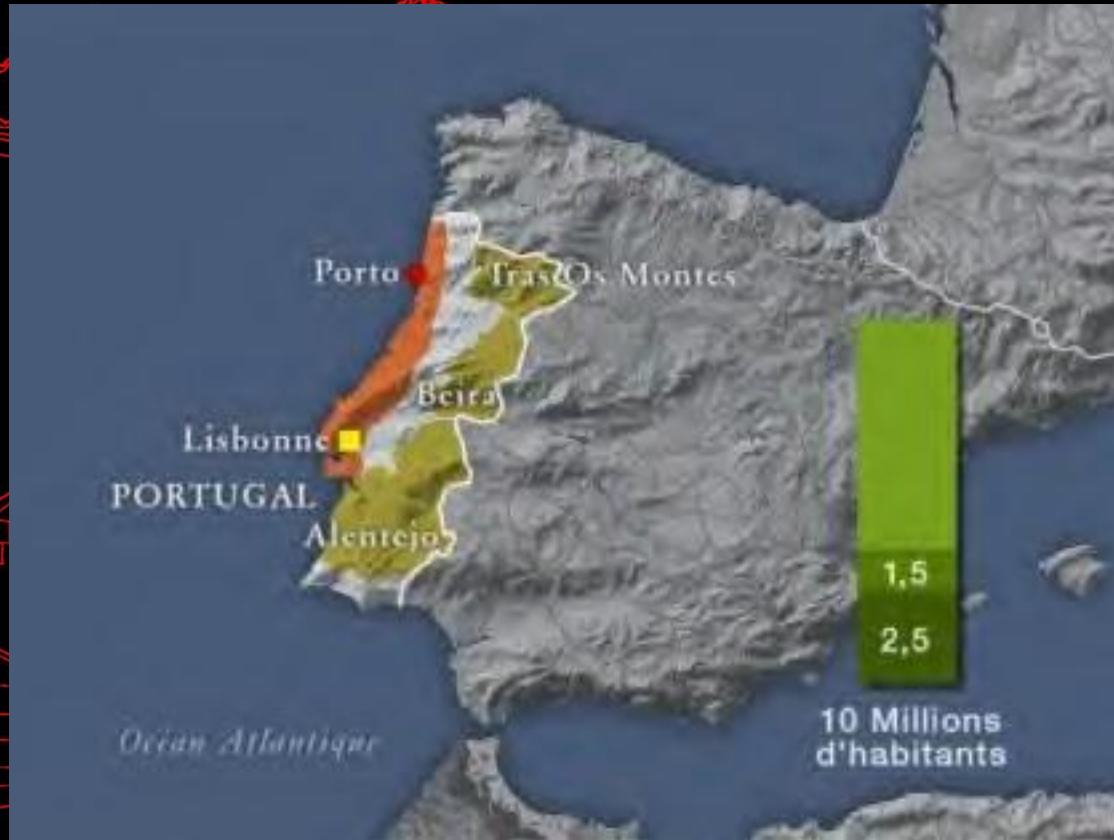 Porto
Tras Os Montes
Beira
Lisbonne
PORTUGAL
Alentejo
1,5
2,5
10 Millions
d'habitants
Océan Atlantique